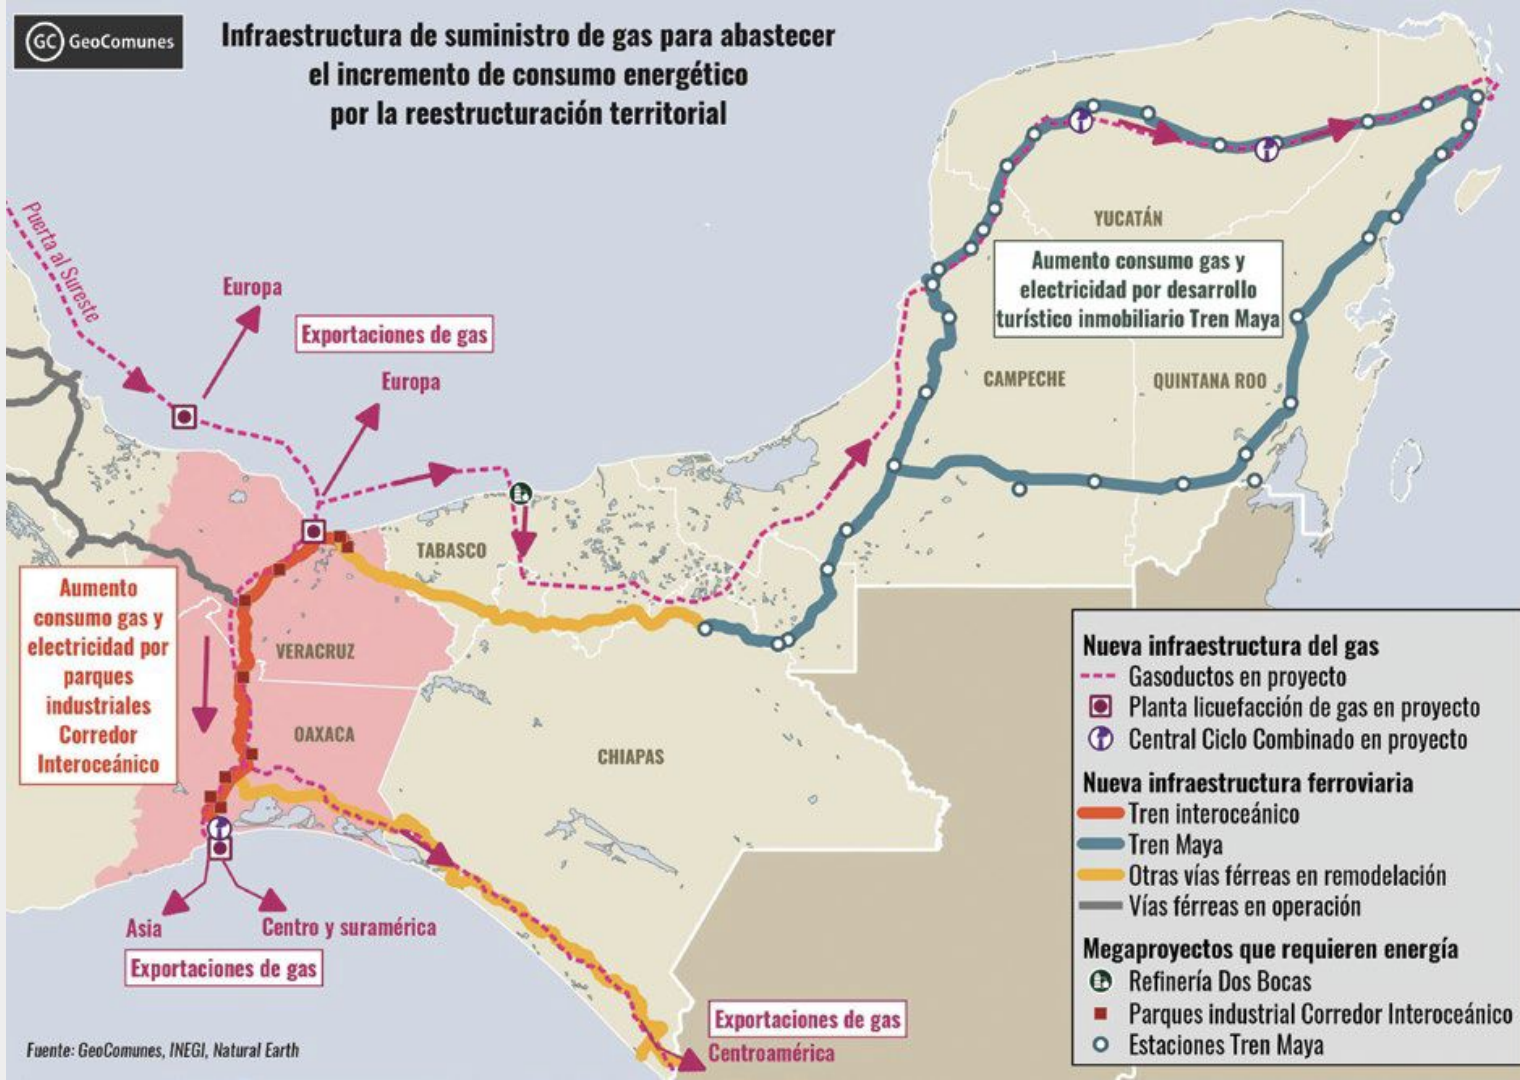 GC GeoComunes
Infraestructura de suministro de gas para abastecer
el incremento de consumo energético
por la reestructuración territorial
Puerta al Sureste
Europa
Exportaciones de gas
Europa
YUCATÁN
Aumento consumo gas y
electricidad por desarrollo
turístico inmobiliario Tren Maya
CAMPECHE
QUINTANA ROO
TABASCO
Aumento
consumo gas y
electricidad por
parques
industriales
Corredor
Interoceánico
VERACRUZ
OAXACA
CHIAPAS
Asia
Centro y suramérica
Exportaciones de gas
Exportaciones de gas
Centroamérica
Fuente: GeoComunes, INEGI, Natural Earth
Nueva infraestructura del gas
Gasoductos en proyecto
Planta licuefacción de gas en proyecto
Central Ciclo Combinado en proyecto
Nueva infraestructura ferroviaria
Tren interoceánico
Tren Maya
Otras vías férreas en remodelación
Vías férreas en operación
Megaproyectos que requieren energía
Refinería Dos Bocas
Parques industrial Corredor Interoceánico
Estaciones Tren Maya